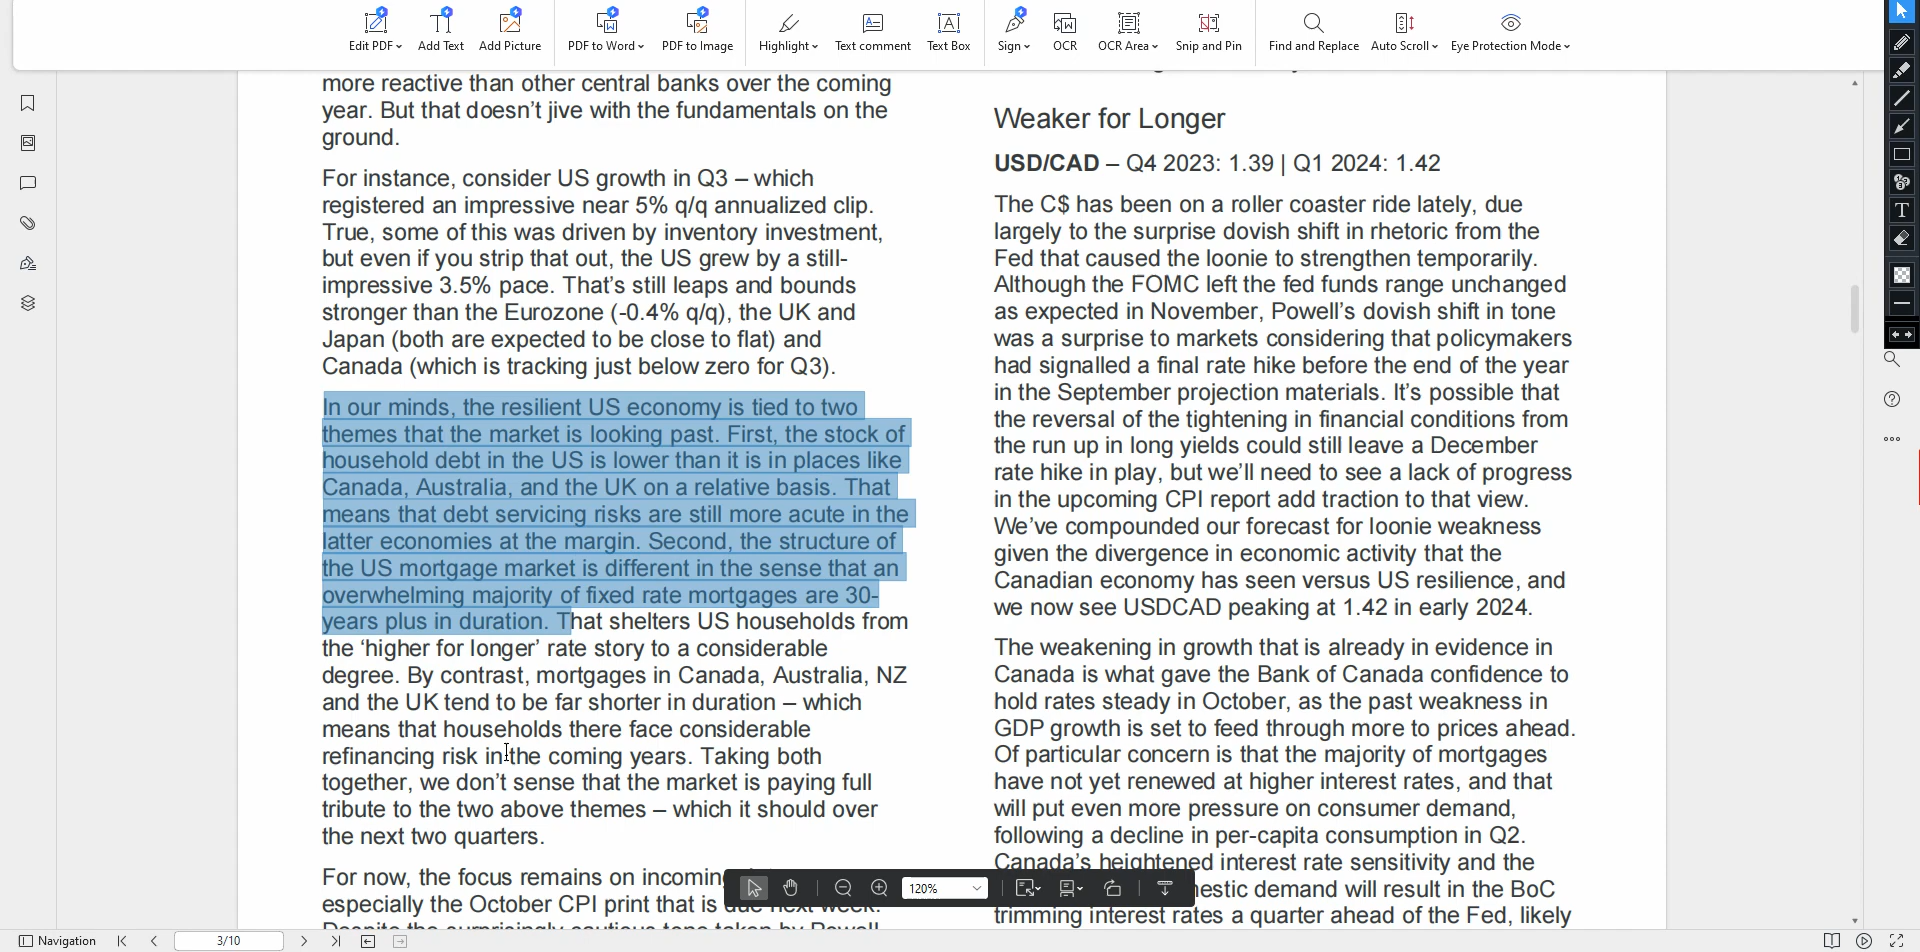 Edit PDF
Add Text
Add Picture
PDF to Word
PDF to Image
Highlight
Text comment
Text Box
Sign
OCR
OCR Area
Snip and Pin
Find and Replace
Auto Scroll
Eye Protection Mode
more reactive than other central banks over the coming
year. But that doesn’t jive with the fundamentals on the
ground.
For instance, consider US growth in Q3 – which
registered an impressive near 5% q/q annualized clip.
True, some of this was driven by inventory investment,
but even if you strip that out, the US grew by a still-
impressive 3.5% pace. That’s still leaps and bounds
stronger than the Eurozone (-0.4% q/q), the UK and
Japan (both are expected to be close to flat) and
Canada (which is tracking just below zero for Q3).
In our minds, the resilient US economy is tied to two
themes that the market is looking past. First, the stock of
household debt in the US is lower than it is in places like
Canada, Australia, and the UK on a relative basis. That
means that debt servicing risks are still more acute in the
latter economies at the margin. Second, the structure of
the US mortgage market is different in the sense that an
overwhelming majority of fixed rate mortgages are 30-
years plus in duration. That shelters US households from
the ‘higher for longer’ rate story to a considerable
degree. By contrast, mortgages in Canada, Australia, NZ
and the UK tend to be far shorter in duration – which
means that households there face considerable
refinancing risk in the coming years. Taking both
together, we don’t sense that the market is paying full
tribute to the two above themes – which it should over
the next two quarters.
For now, the focus remains on incoming
especially the October CPI print that is due next week.
Despite the surprisingly cautious tone taken by Powell
Weaker for Longer
USD/CAD – Q4 2023: 1.39 | Q1 2024: 1.42
The C$ has been on a roller coaster ride lately, due
largely to the surprise dovish shift in rhetoric from the
Fed that caused the loonie to strengthen temporarily.
Although the FOMC left the fed funds range unchanged
as expected in November, Powell’s dovish shift in tone
was a surprise to markets considering that policymakers
had signalled a final rate hike before the end of the year
in the September projection materials. It’s possible that
the reversal of the tightening in financial conditions from
the run up in long yields could still leave a December
rate hike in play, but we’ll need to see a lack of progress
in the upcoming CPI report add traction to that view.
We’ve compounded our forecast for loonie weakness
given the divergence in economic activity that the
Canadian economy has seen versus US resilience, and
we now see USDCAD peaking at 1.42 in early 2024.
The weakening in growth that is already in evidence in
Canada is what gave the Bank of Canada confidence to
hold rates steady in October, as the past weakness in
GDP growth is set to feed through more to prices ahead.
Of particular concern is that the majority of mortgages
have not yet renewed at higher interest rates, and that
will put even more pressure on consumer demand,
following a decline in per-capita consumption in Q2.
Canada’s heightened interest rate sensitivity and the
nestic demand will result in the BoC
trimming interest rates a quarter ahead of the Fed, likely
120%
Navigation
3/10